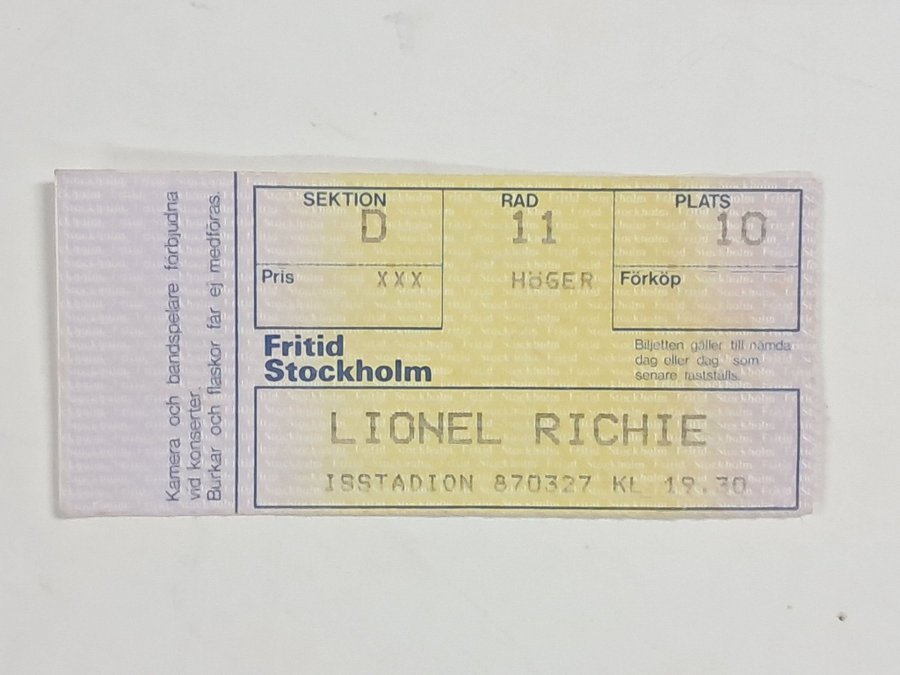 Kamera och bandspelare förbjudna
vid konserter.
Burkar och flaskor får ej medföras.
SEKTION RAD PLATS
D 11 10
Pris XXX HÖGER Förköp
Fritid
Stockholm
Biljetten gäller till nämda
dag eller dag som
senare fastställs.
LIONEL RICHIE
ISSTADION 870327 KL 19.30